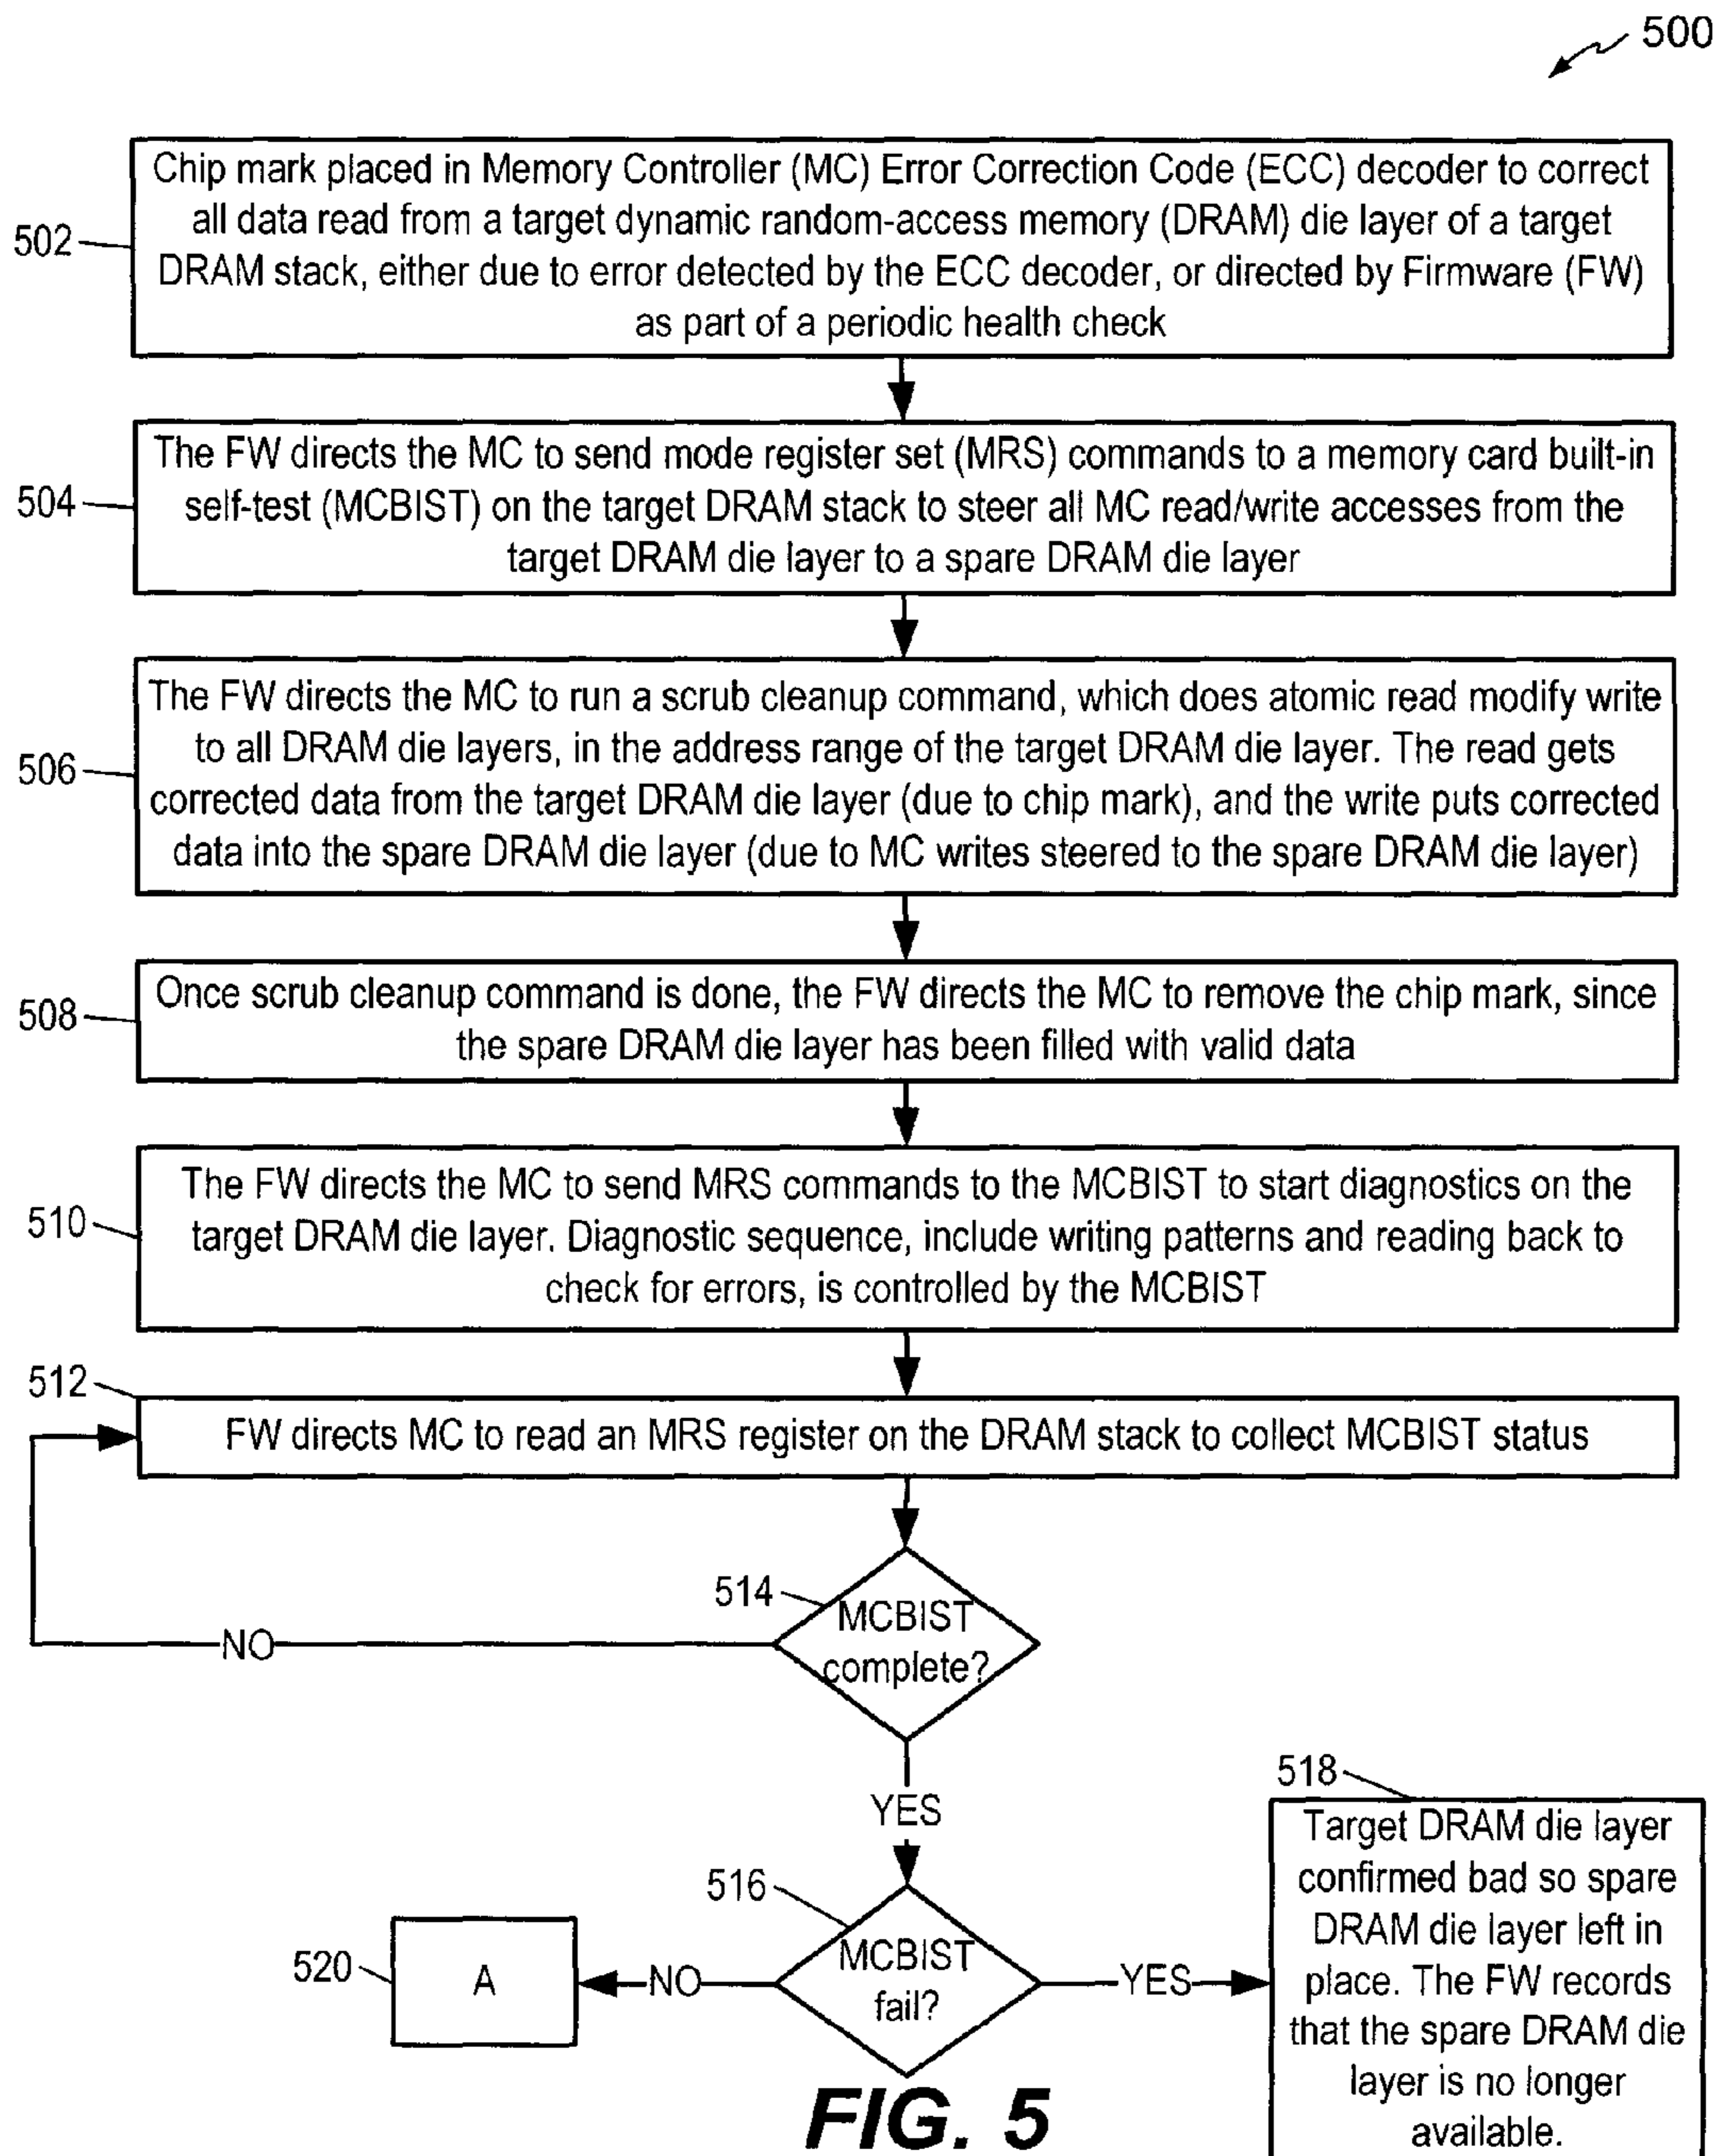 500
502
Chip mark placed in Memory Controller (MC) Error Correction Code (ECC) decoder to correct
all data read from a target dynamic random-access memory (DRAM) die layer of a target
DRAM stack, either due to error detected by the ECC decoder, or directed by Firmware (FW)
as part of a periodic health check
504
The FW directs the MC to send mode register set (MRS) commands to a memory card built-in
self-test (MCBIST) on the target DRAM stack to steer all MC read/write accesses from the
target DRAM die layer to a spare DRAM die layer
506
The FW directs the MC to run a scrub cleanup command, which does atomic read modify write
to all DRAM die layers, in the address range of the target DRAM die layer. The read gets
corrected data from the target DRAM die layer (due to chip mark), and the write puts corrected
data into the spare DRAM die layer (due to MC writes steered to the spare DRAM die layer)
508
Once scrub cleanup command is done, the FW directs the MC to remove the chip mark, since
the spare DRAM die layer has been filled with valid data
510
The FW directs the MC to send MRS commands to the MCBIST to start diagnostics on the
target DRAM die layer. Diagnostic sequence, include writing patterns and reading back to
check for errors, is controlled by the MCBIST
512
FW directs MC to read an MRS register on the DRAM stack to collect MCBIST status
514
MCBIST
complete?
NO
YES
516
MCBIST
fail?
NO
YES
520
A
518
Target DRAM die layer
confirmed bad so spare
DRAM die layer left in
place. The FW records
that the spare DRAM die
layer is no longer
available.
FIG. 5